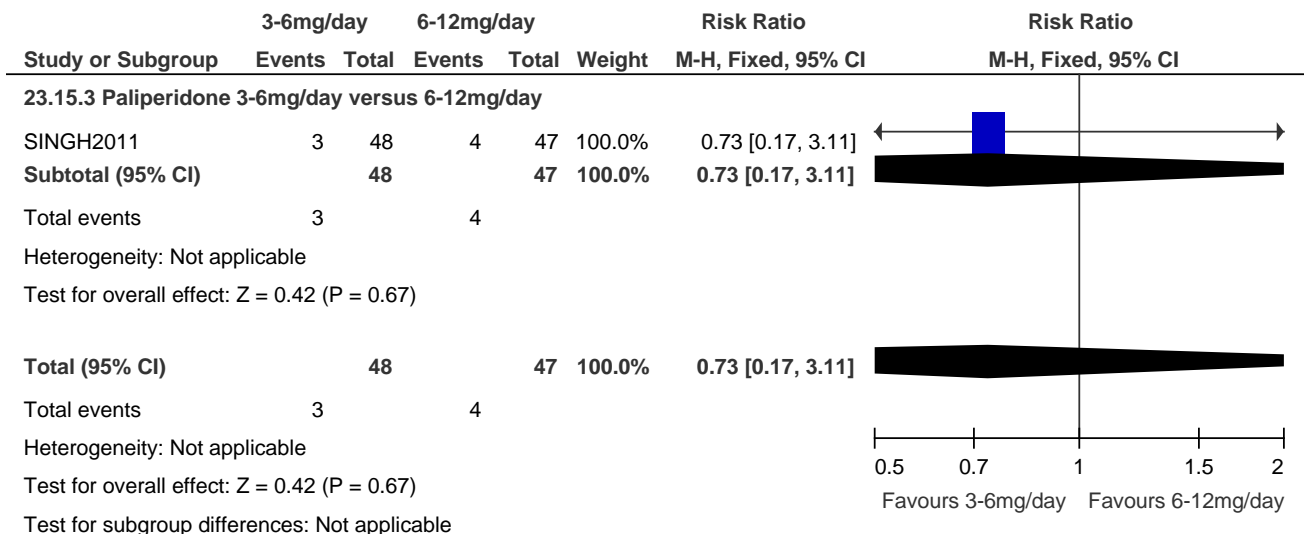 3-6mg/day 6-12mg/day Risk Ratio Risk Ratio
Study or Subgroup Events Total Events Total Weight M-H, Fixed, 95% CI M-H, Fixed, 95% CI
23.15.3 Paliperidone 3-6mg/day versus 6-12mg/day
SINGH2011 3 48 4 47 100.0% 0.73 [0.17, 3.11]
Subtotal (95% CI) 48 47 100.0% 0.73 [0.17, 3.11]
Total events 3 4
Heterogeneity: Not applicable
Test for overall effect: Z = 0.42 (P = 0.67)
Total (95% CI) 48 47 100.0% 0.73 [0.17, 3.11]
Total events 3 4
Heterogeneity: Not applicable
Test for overall effect: Z = 0.42 (P = 0.67)
Test for subgroup differences: Not applicable
0.5 0.7 1 1.5 2
Favours 3-6mg/day Favours 6-12mg/day